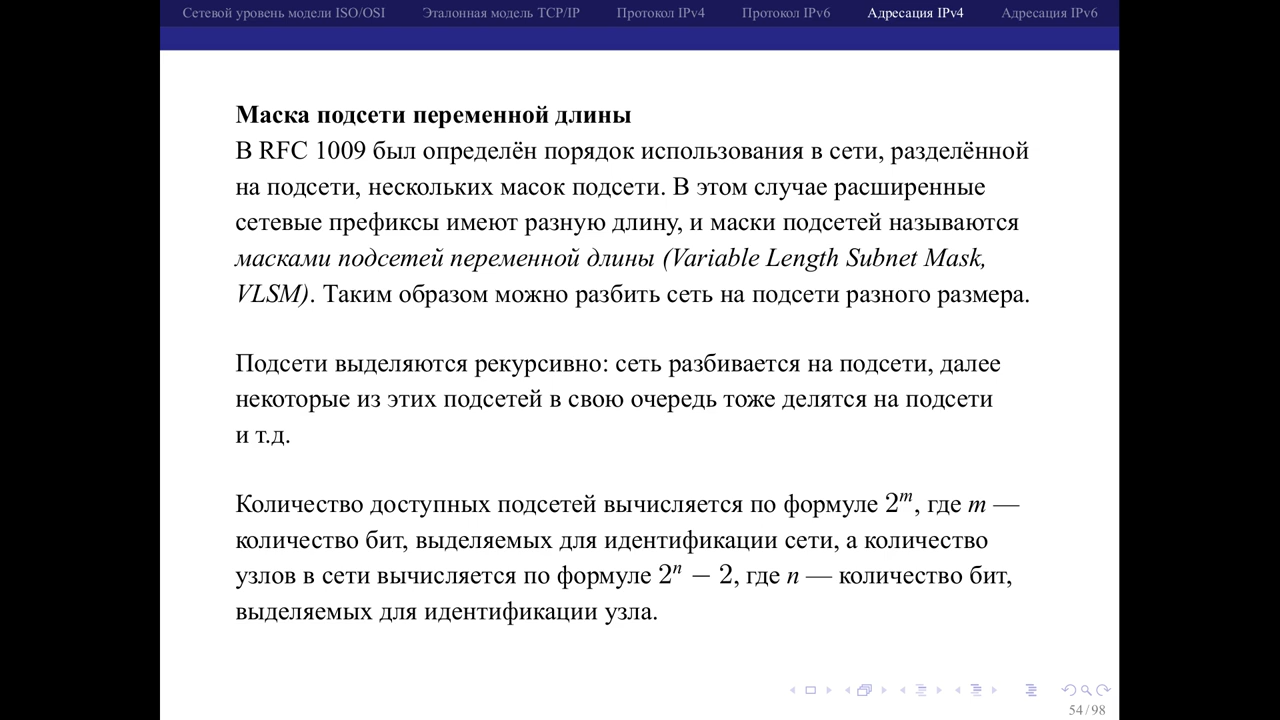 Сетевой уровень модели ISO/OSI Эталонная модель TCP/IP Протокол IPv4 Протокол IPv6 Адресация IPv4 Адресация IPv6
Маска подсети переменной длины
В RFC 1009 был определён порядок использования в сети, разделённой
на подсети, нескольких масок подсети. В этом случае расширенные
сетевые префиксы имеют разную длину, и маски подсетей называются
масками подсетей переменной длины (Variable Length Subnet Mask,
VLSM). Таким образом можно разбить сеть на подсети разного размера.
Подсети выделяются рекурсивно: сеть разбивается на подсети, далее
некоторые из этих подсетей в свою очередь тоже делятся на подсети
и т.д.
Количество доступных подсетей вычисляется по формуле 2^m, где m —
количество бит, выделяемых для идентификации сети, а количество
узлов в сети вычисляется по формуле 2^n − 2, где n — количество бит,
выделяемых для идентификации узла.
54 / 98